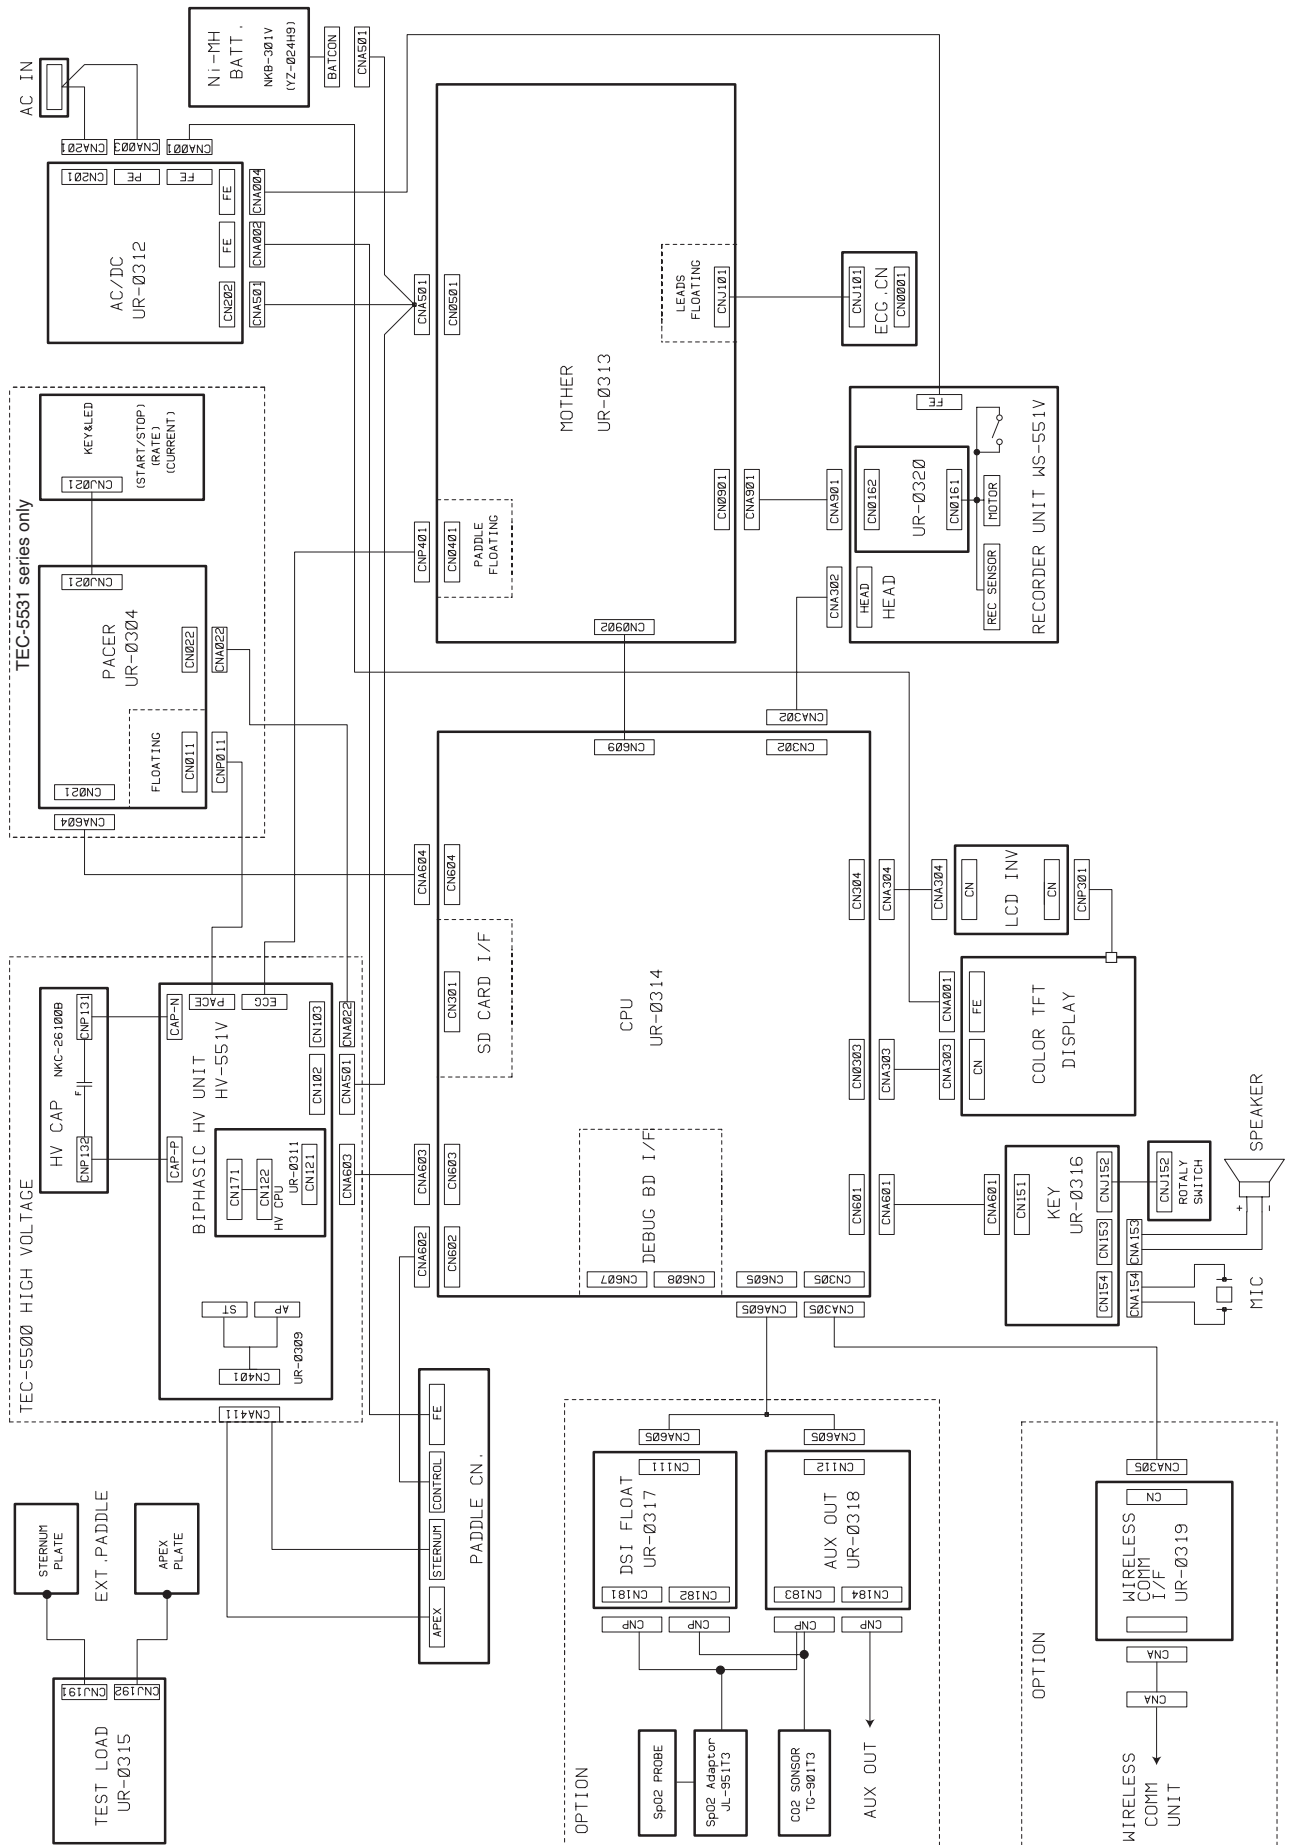 AC IN
Ni-MH
BATT.
NKB-301V
(YZ-024H9)
BATCON
CNA501
CNA201
CNA003
CNA001
CN201
PE
FE
AC/DC
UR-0312
CN202
FE
FE
CNA501
CNA002
CNA004
TEC-5531 series only
KEY&LED
(START/STOP)
(RATE)
(CURRENT)
CNJ021
CNJ021
PACER
UR-0304
CN022
CNA022
FLOATING
CN011
CNP011
CN021
CNA604
MOTHER
UR-0313
CNA501
CN0501
LEADS
FLOATING
CNJ101
CNJ101
ECG.CN
CN0001
CNP401
CN0401
PADDLE
FLOATING
CN0901
CNA901
CN0902
CNA901
CN0162
UR-0320
CN0161
FE
MOTOR
REC SENSOR
CNA302
HEAD
HEAD
RECORDER UNIT WS-551V
TEC-5500 HIGH VOLTAGE
HV CAP
NKC-26100B
CNP131
CNP132
F
CAP-N
CAP-P
PACE
ECG
BIPHASIC HV UNIT
HV-551V
CN103
CNA022
CN102
CNA501
CN171
CN122
HV CPU
UR-0311
CN121
CNA603
ST
AP
CN401
UR-0309
CNA411
CPU
UR-0314
CN609
CN302
CNA302
CNA604
CN604
CN301
SD CARD I/F
CNA603
CN603
CNA602
CN602
DEBUG BD I/F
CN607
CN608
CN605
CN305
CNA605
CNA305
CN304
CNA304
CN0303
CNA303
CN601
CNA601
CNA304
CN
LCD INV
CN
CNP301
CNA001
FE
CNA303
CN
COLOR TFT
DISPLAY
CNA601
CN151
KEY
UR-0316
CNJ152
CN153
CNA153
CN154
CNA154
CNJ152
ROTALY
SWITCH
SPEAKER
+
-
MIC
STERNUM
PLATE
APEX
PLATE
EXT.PADDLE
CNJ191
CNJ192
TEST LOAD
UR-0315
APEX
STERNUM
CONTROL
FE
PADDLE CN.
OPTION
CNA605
CN111
DSI FLOAT
UR-0317
CN181
CN182
CNP
CNP
CNA605
CN112
AUX OUT
UR-0318
CN183
CN184
CNP
CNP
SpO2 PROBE
SpO2 Adaptor
JL-951T3
CO2 SONSOR
TG-901T3
AUX OUT
OPTION
CNA305
CN
WIRELESS
COMM
I/F
UR-0319
CNA
CNA
WIRELESS
COMM
UNIT